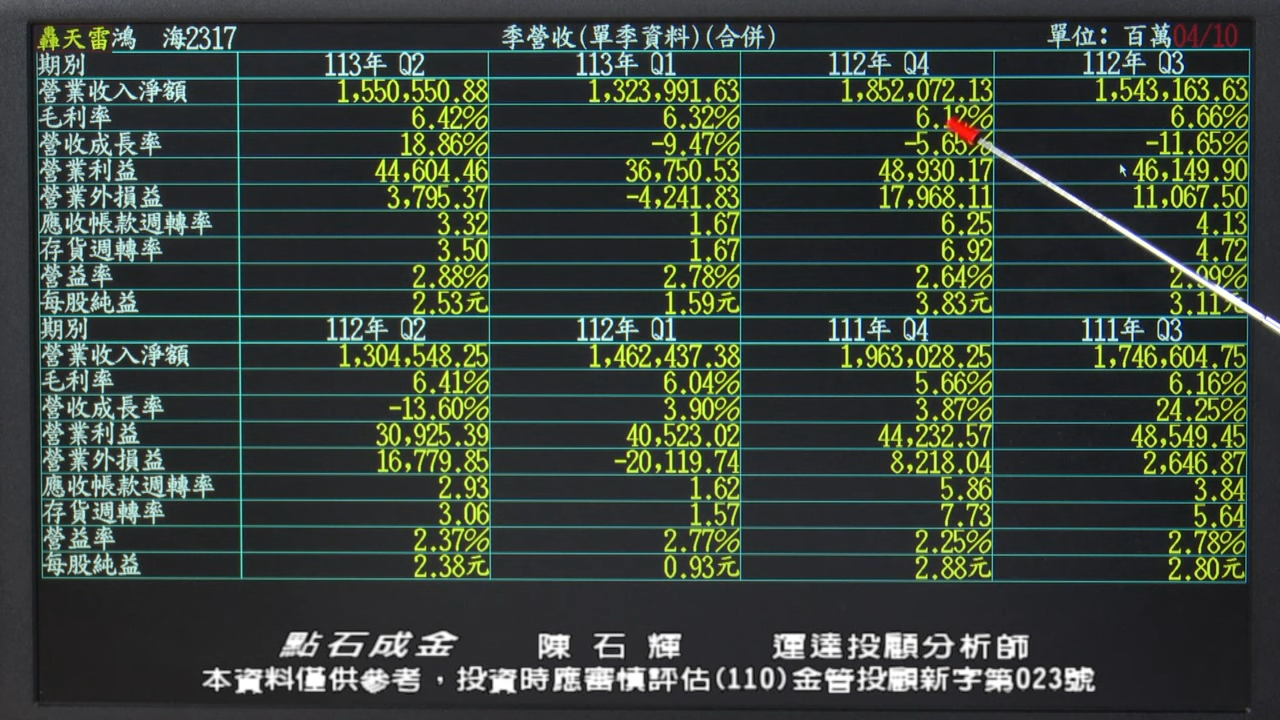 轟天雷鴻 海2317 季營收(單季資料)(合併) 單位: 百萬04/10
期別 113年 Q2 113年 Q1 112年 Q4 112年 Q3
營業收入淨額 1,550,550.88 1,323,991.63 1,852,072.13 1,543,163.63
毛利率 6.42% 6.32% 6.12% 6.66%
營收成長率 18.86% -9.47% -5.65% -11.65%
營業利益 44,604.46 36,750.53 48,930.17 46,149.90
營業外損益 3,795.37 -4,241.83 17,968.11 11,067.50
應收帳款週轉率 3.32 1.67 6.25 4.13
存貨週轉率 3.50 1.67 6.92 4.72
營益率 2.88% 2.78% 2.64% 2.99%
每股純益 2.53元 1.59元 3.83元 3.11元
期別 112年 Q2 112年 Q1 111年 Q4 111年 Q3
營業收入淨額 1,304,548.25 1,462,437.38 1,963,028.25 1,746,604.75
毛利率 6.41% 6.04% 5.66% 6.16%
營收成長率 -13.60% 3.90% 3.87% 24.25%
營業利益 30,925.39 40,523.02 44,232.57 48,549.45
營業外損益 16,779.85 -20,119.74 8,218.04 2,646.87
應收帳款週轉率 2.93 1.62 5.86 3.84
存貨週轉率 3.06 1.57 7.73 5.64
營益率 2.37% 2.77% 2.25% 2.78%
每股純益 2.38元 0.93元 2.88元 2.80元
點石成金 陳石輝 運達投顧分析師
本資料僅供參考，投資時應審慎評估(110)金管投顧新字第023號